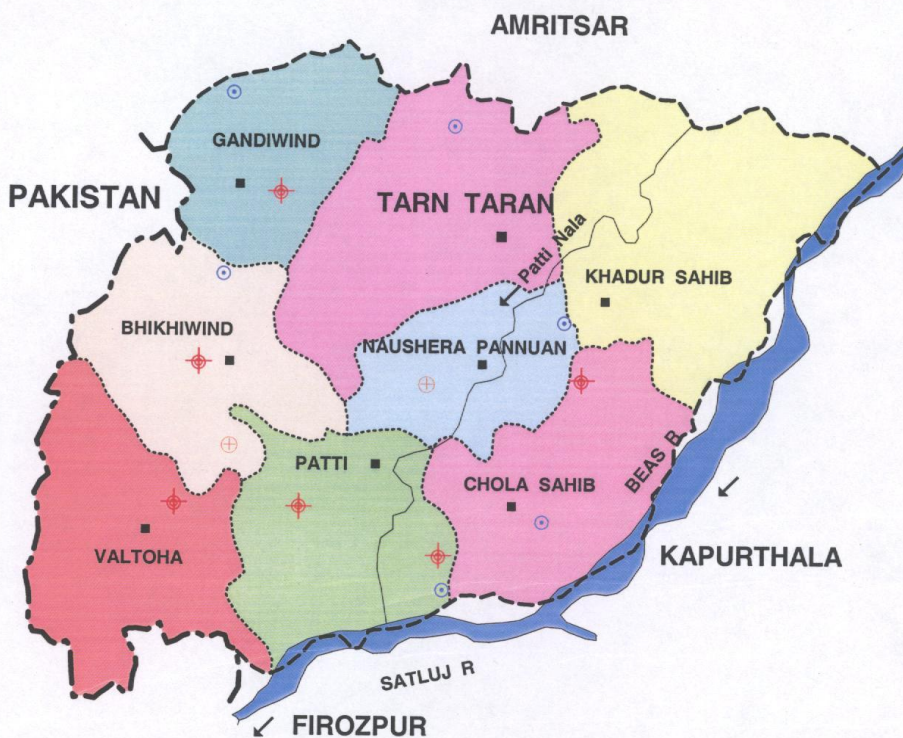 AMRITSAR
GANDIWIND
PAKISTAN
TARN TARAN
Patti Nala
KHADUR SAHIB
BHIKHIWIND
NAUSHERA PANNUAN
PATTI
CHOLA SAHIB
BEAS R
VALTOHA
KAPURTHALA
SATLUJ R
FIROZPUR